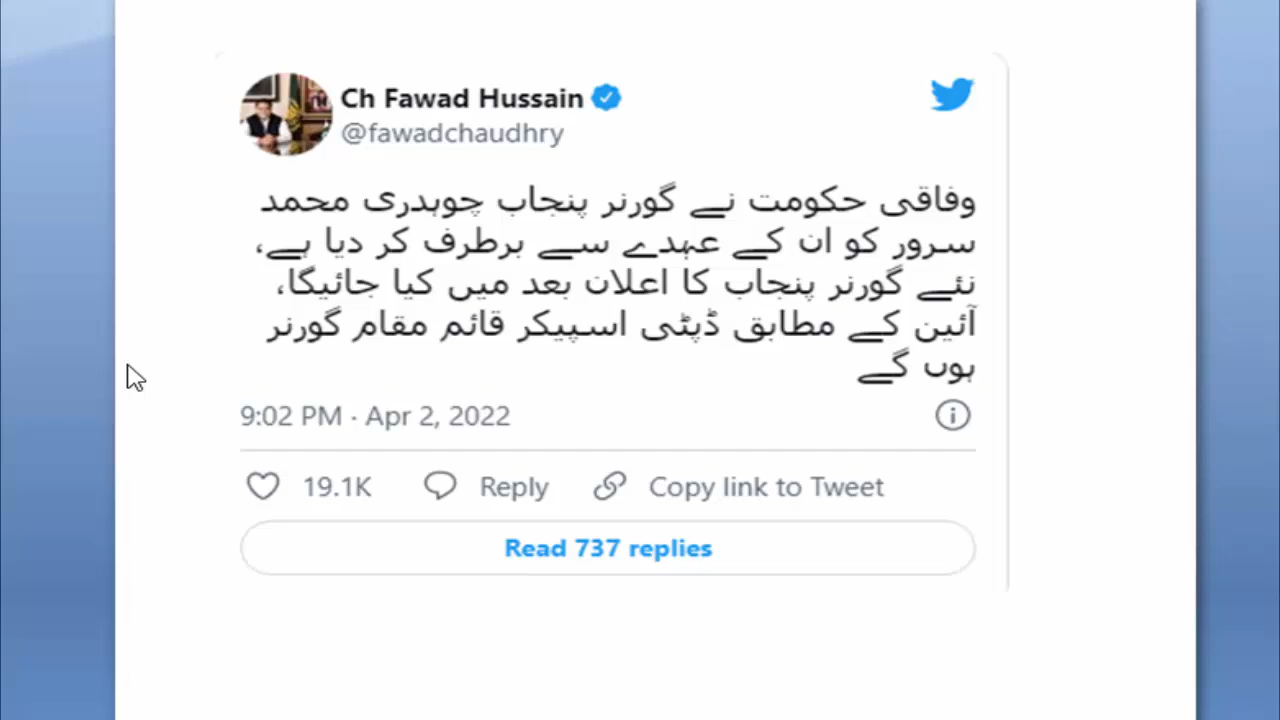 Ch Fawad Hussain
@fawadchaudhry
وفاقی حکومت نے گورنر پنجاب چوہدری محمد
سرور کو ان کے عہدے سے برطرف کر دیا ہے،
نئے گورنر پنجاب کا اعلان بعد میں کیا جائیگا،
آئین کے مطابق ڈپٹی اسپیکر قائم مقام گورنر
ہوں گے
9:02 PM · Apr 2, 2022
19.1K Reply Copy link to Tweet
Read 737 replies